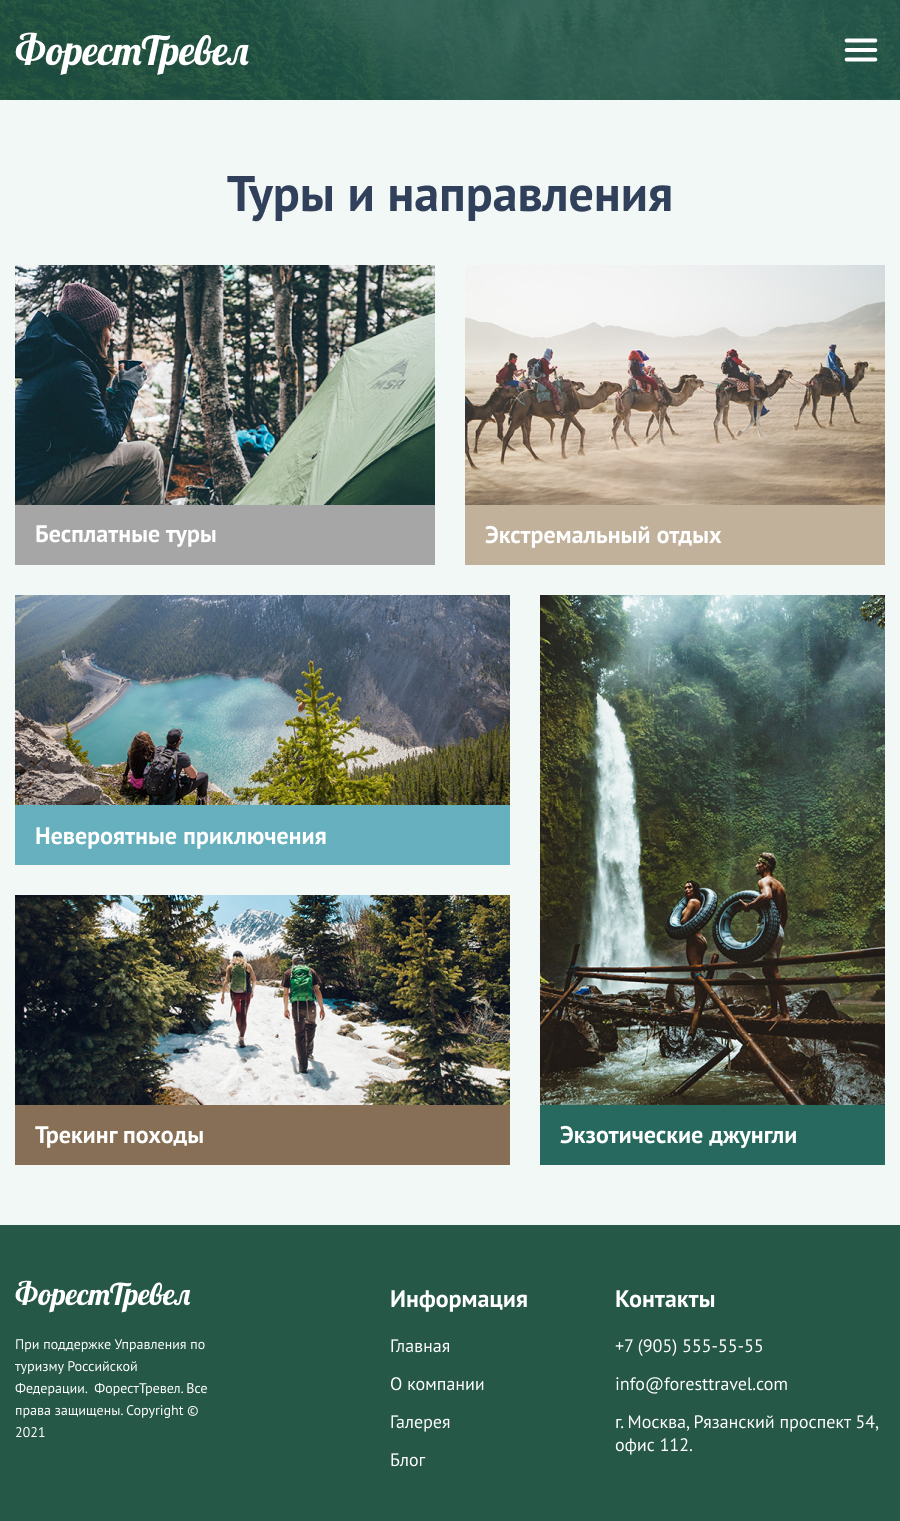 ФорестТревел
Туры и направления
MSR
Бесплатные туры
Экстремальный отдых
Невероятные приключения
Трекинг походы
Экзотические джунгли
ФорестТревел
При поддержке Управления по
туризму Российской
Федерации.  ФорестТревел. Все
права защищены. Copyright ©
2021
Информация
Главная
О компании
Галерея
Блог
Контакты
+7 (905) 555-55-55
info@foresttravel.com
г. Москва, Рязанский проспект 54,
офис 112.